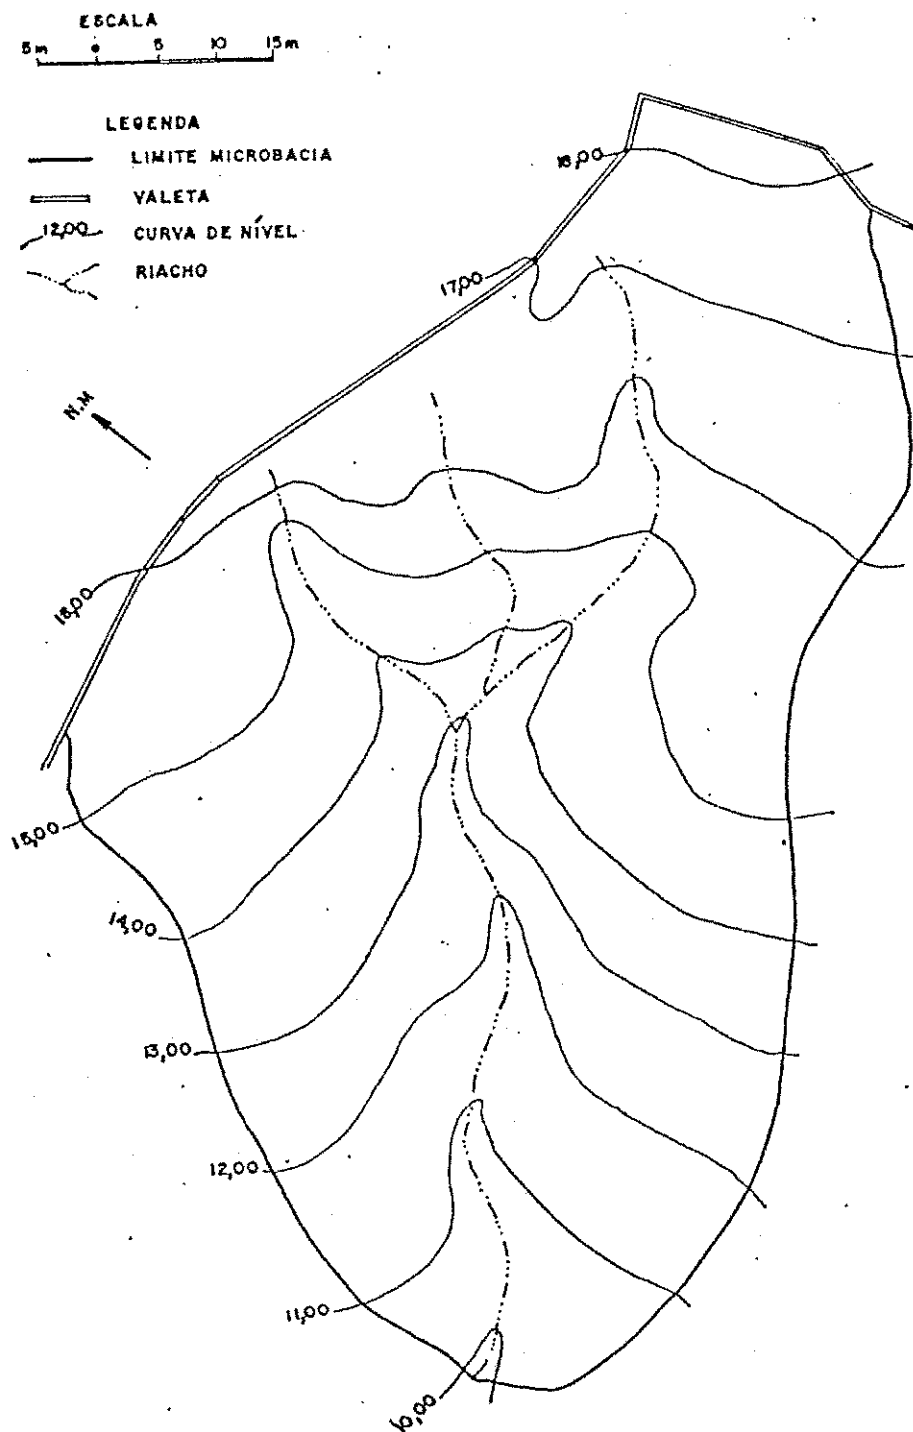 ESCALA
5m 0 5 10 15m
LEGENDA
LIMITE MICROBACIA
VALETA
12,00 CURVA DE NÍVEL
RIACHO
N.M
18,00
17,00
16,00
15,00
14,00
13,00
12,00
11,00
10,00